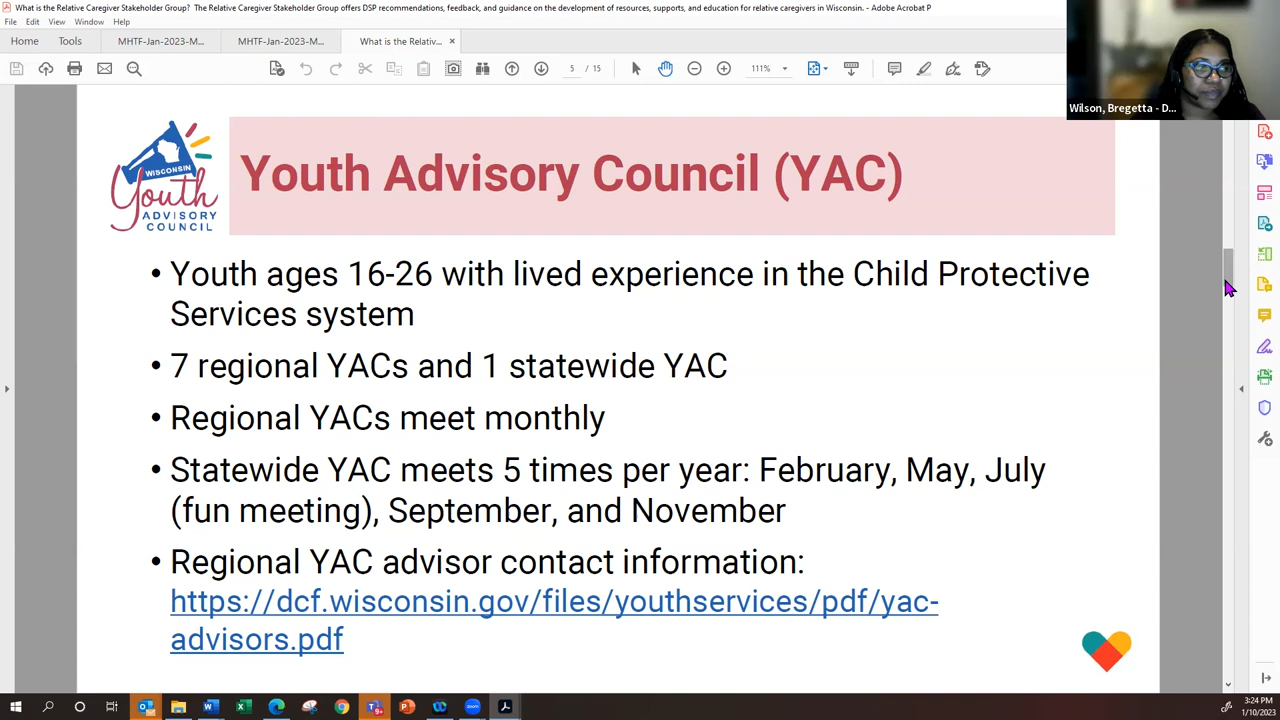 What is the Relative Caregiver Stakeholder Group? The Relative Caregiver Stakeholder Group offers DSP recommendations, feedback, and guidance on the development of resources, supports, and education for relative caregivers in Wisconsin. - Adobe Acrobat P
File Edit View Window Help
Home Tools MHTF-Jan-2023-M... MHTF-Jan-2023-M... What is the Relativ... ×
5 / 15 111%
Wilson, Bregetta - D...
WISCONSIN
Youth
ADVISORY
COUNCIL
Youth Advisory Council (YAC)
• Youth ages 16-26 with lived experience in the Child Protective
Services system
• 7 regional YACs and 1 statewide YAC
• Regional YACs meet monthly
• Statewide YAC meets 5 times per year: February, May, July
(fun meeting), September, and November
• Regional YAC advisor contact information:
https://dcf.wisconsin.gov/files/youthservices/pdf/yac-
advisors.pdf
3:24 PM
1/10/2023